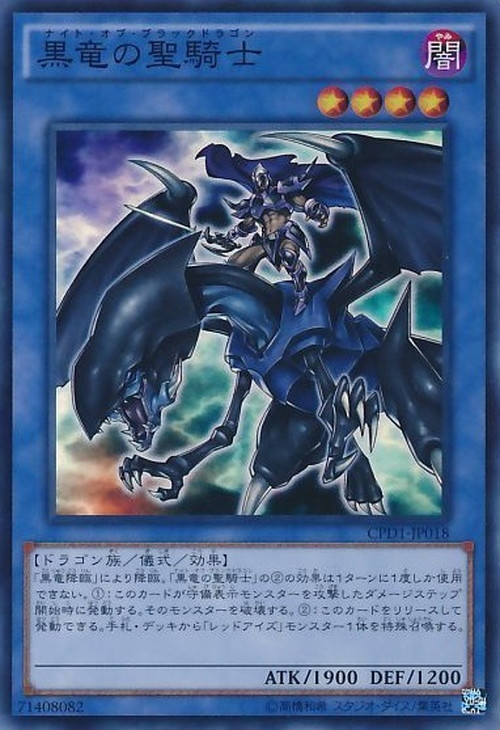 ナイト・オブ・ブラックドラゴン
黒竜の聖騎士
やみ
闇
CPD1-JP018
【ドラゴン族／儀式／効果】
「黒竜降臨」により降臨。「黒竜の聖騎士」の②の効果は1ターンに1度しか使用
できない。①：このカードが守備表示モンスターを攻撃したダメージステップ
開始時に発動する。そのモンスターを破壊する。②：このカードをリリースして
発動できる。手札・デッキから「レッドアイズ」モンスター1体を特殊召喚する。
ATK/1900 DEF/1200
71408082
©高橋和希 スタジオ・ダイス/集英社